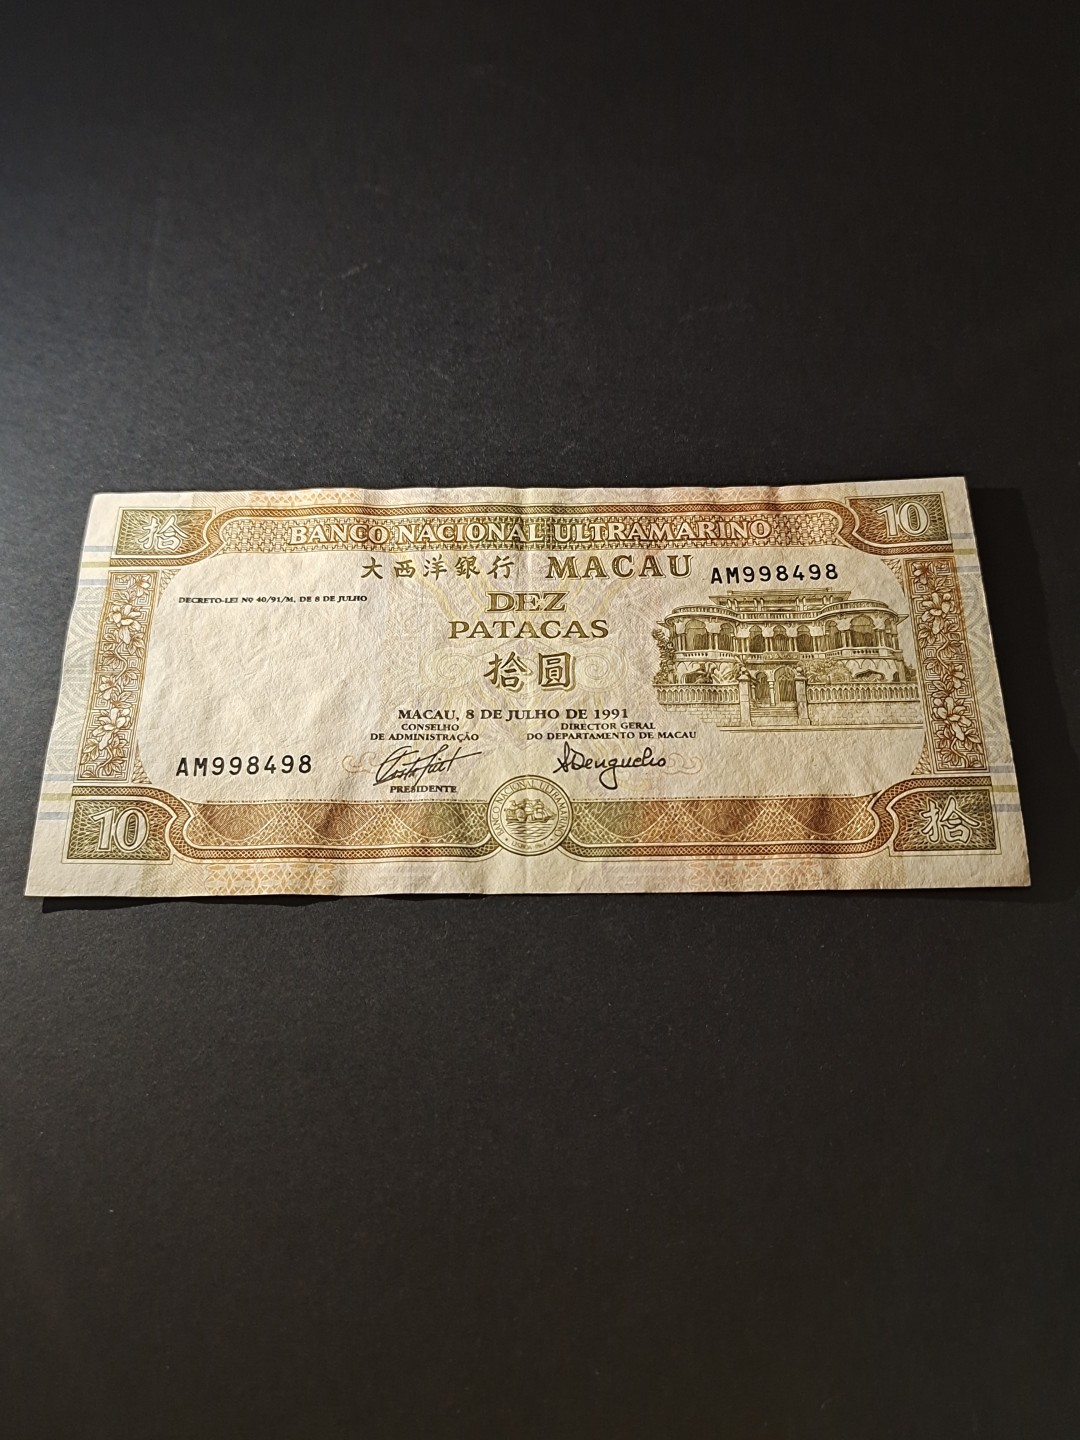 拾
BANCO NACIONAL ULTRAMARINO
10
大西洋銀行 MACAU AM998498
DECRETO-LEI Nº 40/91/M, DE 8 DE JULHO
DEZ
PATACAS
拾圓
MACAU, 8 DE JULHO DE 1991
CONSELHO
DE ADMINISTRAÇÃO
DIRECTOR GERAL
DO DEPARTAMENTO DE MACAU
AM998498
PRESIDENTE
10
拾